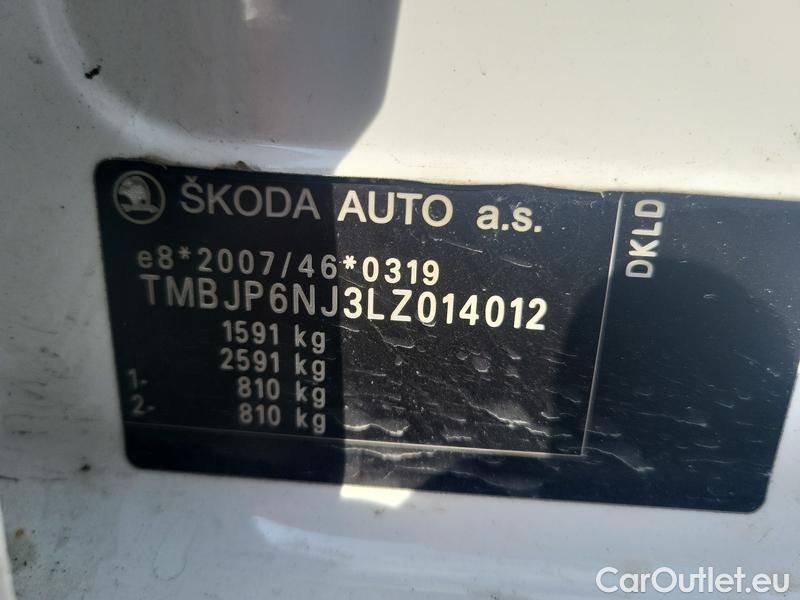 ŠKODA AUTO a.s.
DKLD
e8*2007/46*0319
TMBJP6NJ3LZ014012
1591 kg
2591 kg
1- 810 kg
2- 810 kg
CarOutlet.eu